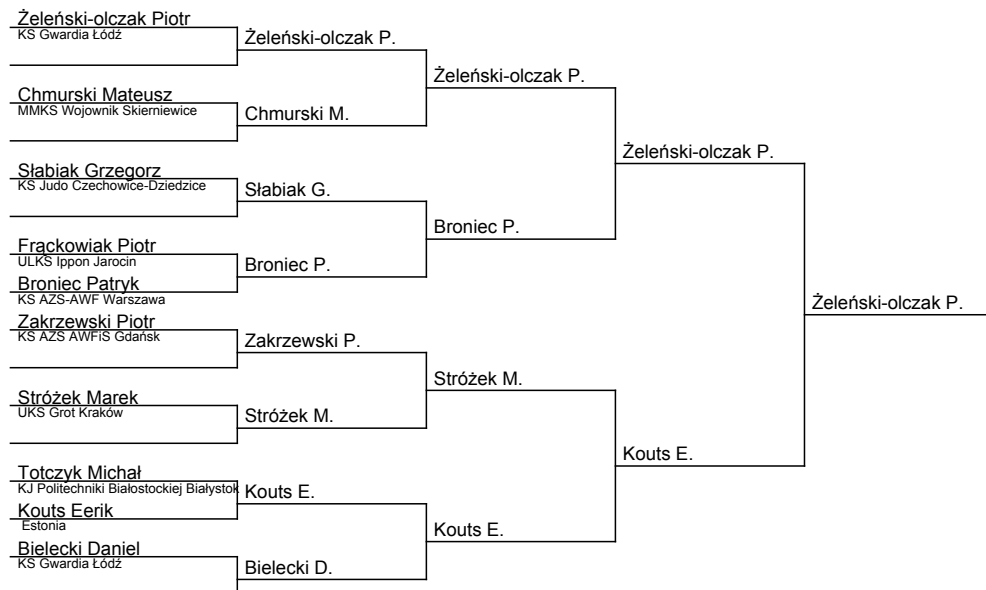 Żeleński-olczak Piotr
KS Gwardia Łódź
Żeleński-olczak P.
Żeleński-olczak P.
Chmurski Mateusz
MMKS Wojownik Skierniewice
Chmurski M.
Żeleński-olczak P.
Słabiak Grzegorz
KS Judo Czechowice-Dziedzice
Słabiak G.
Broniec P.
Frąckowiak Piotr
ULKS Ippon Jarocin
Broniec P.
Broniec Patryk
KS AZS-AWF Warszawa
Żeleński-olczak P.
Zakrzewski Piotr
KS AZS AWFiS Gdańsk
Zakrzewski P.
Stróżek M.
Stróżek Marek
UKS Grot Kraków
Stróżek M.
Kouts E.
Totczyk Michał
KJ Politechniki Białostockiej Białystok
Kouts E.
Kouts Eerik
Estonia
Kouts E.
Bielecki Daniel
KS Gwardia Łódź
Bielecki D.